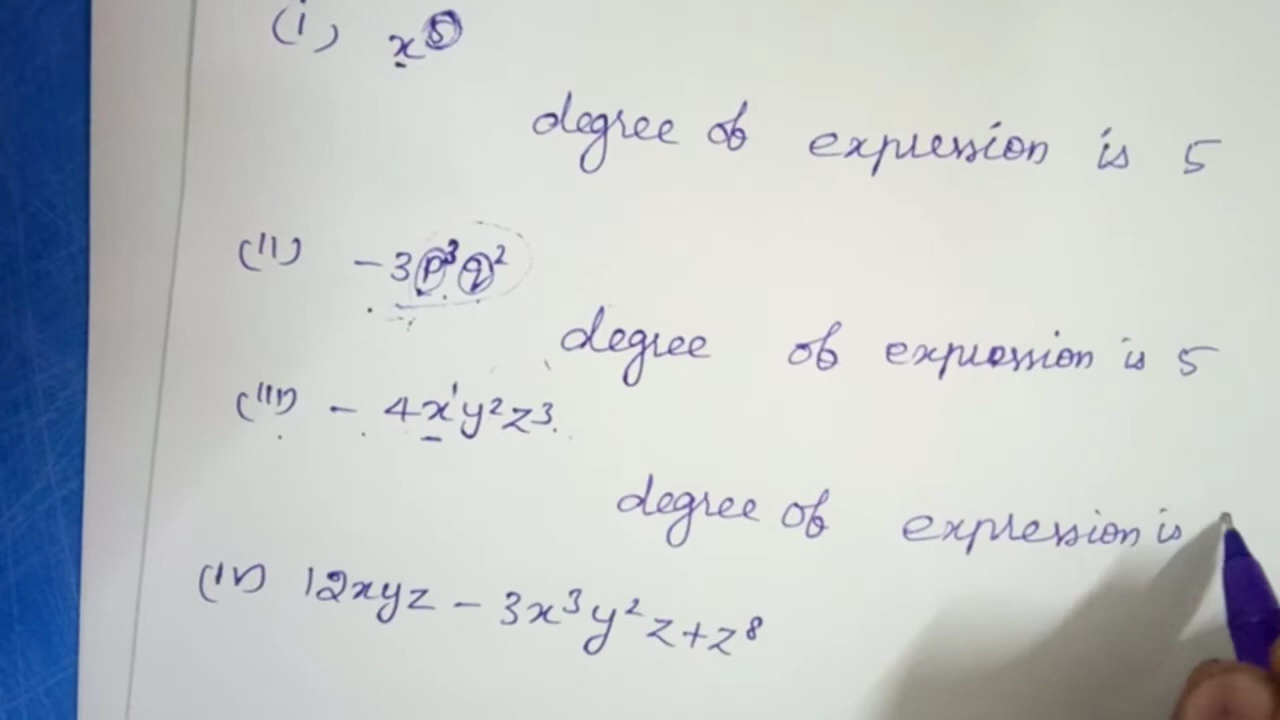 (i) x⁵
degree of expression is 5
(II) -3p³q²
degree of expression is 5
(III) - 4x¹y²z³.
degree of expression is
(IV) 12xyz - 3x³y²z+z⁸